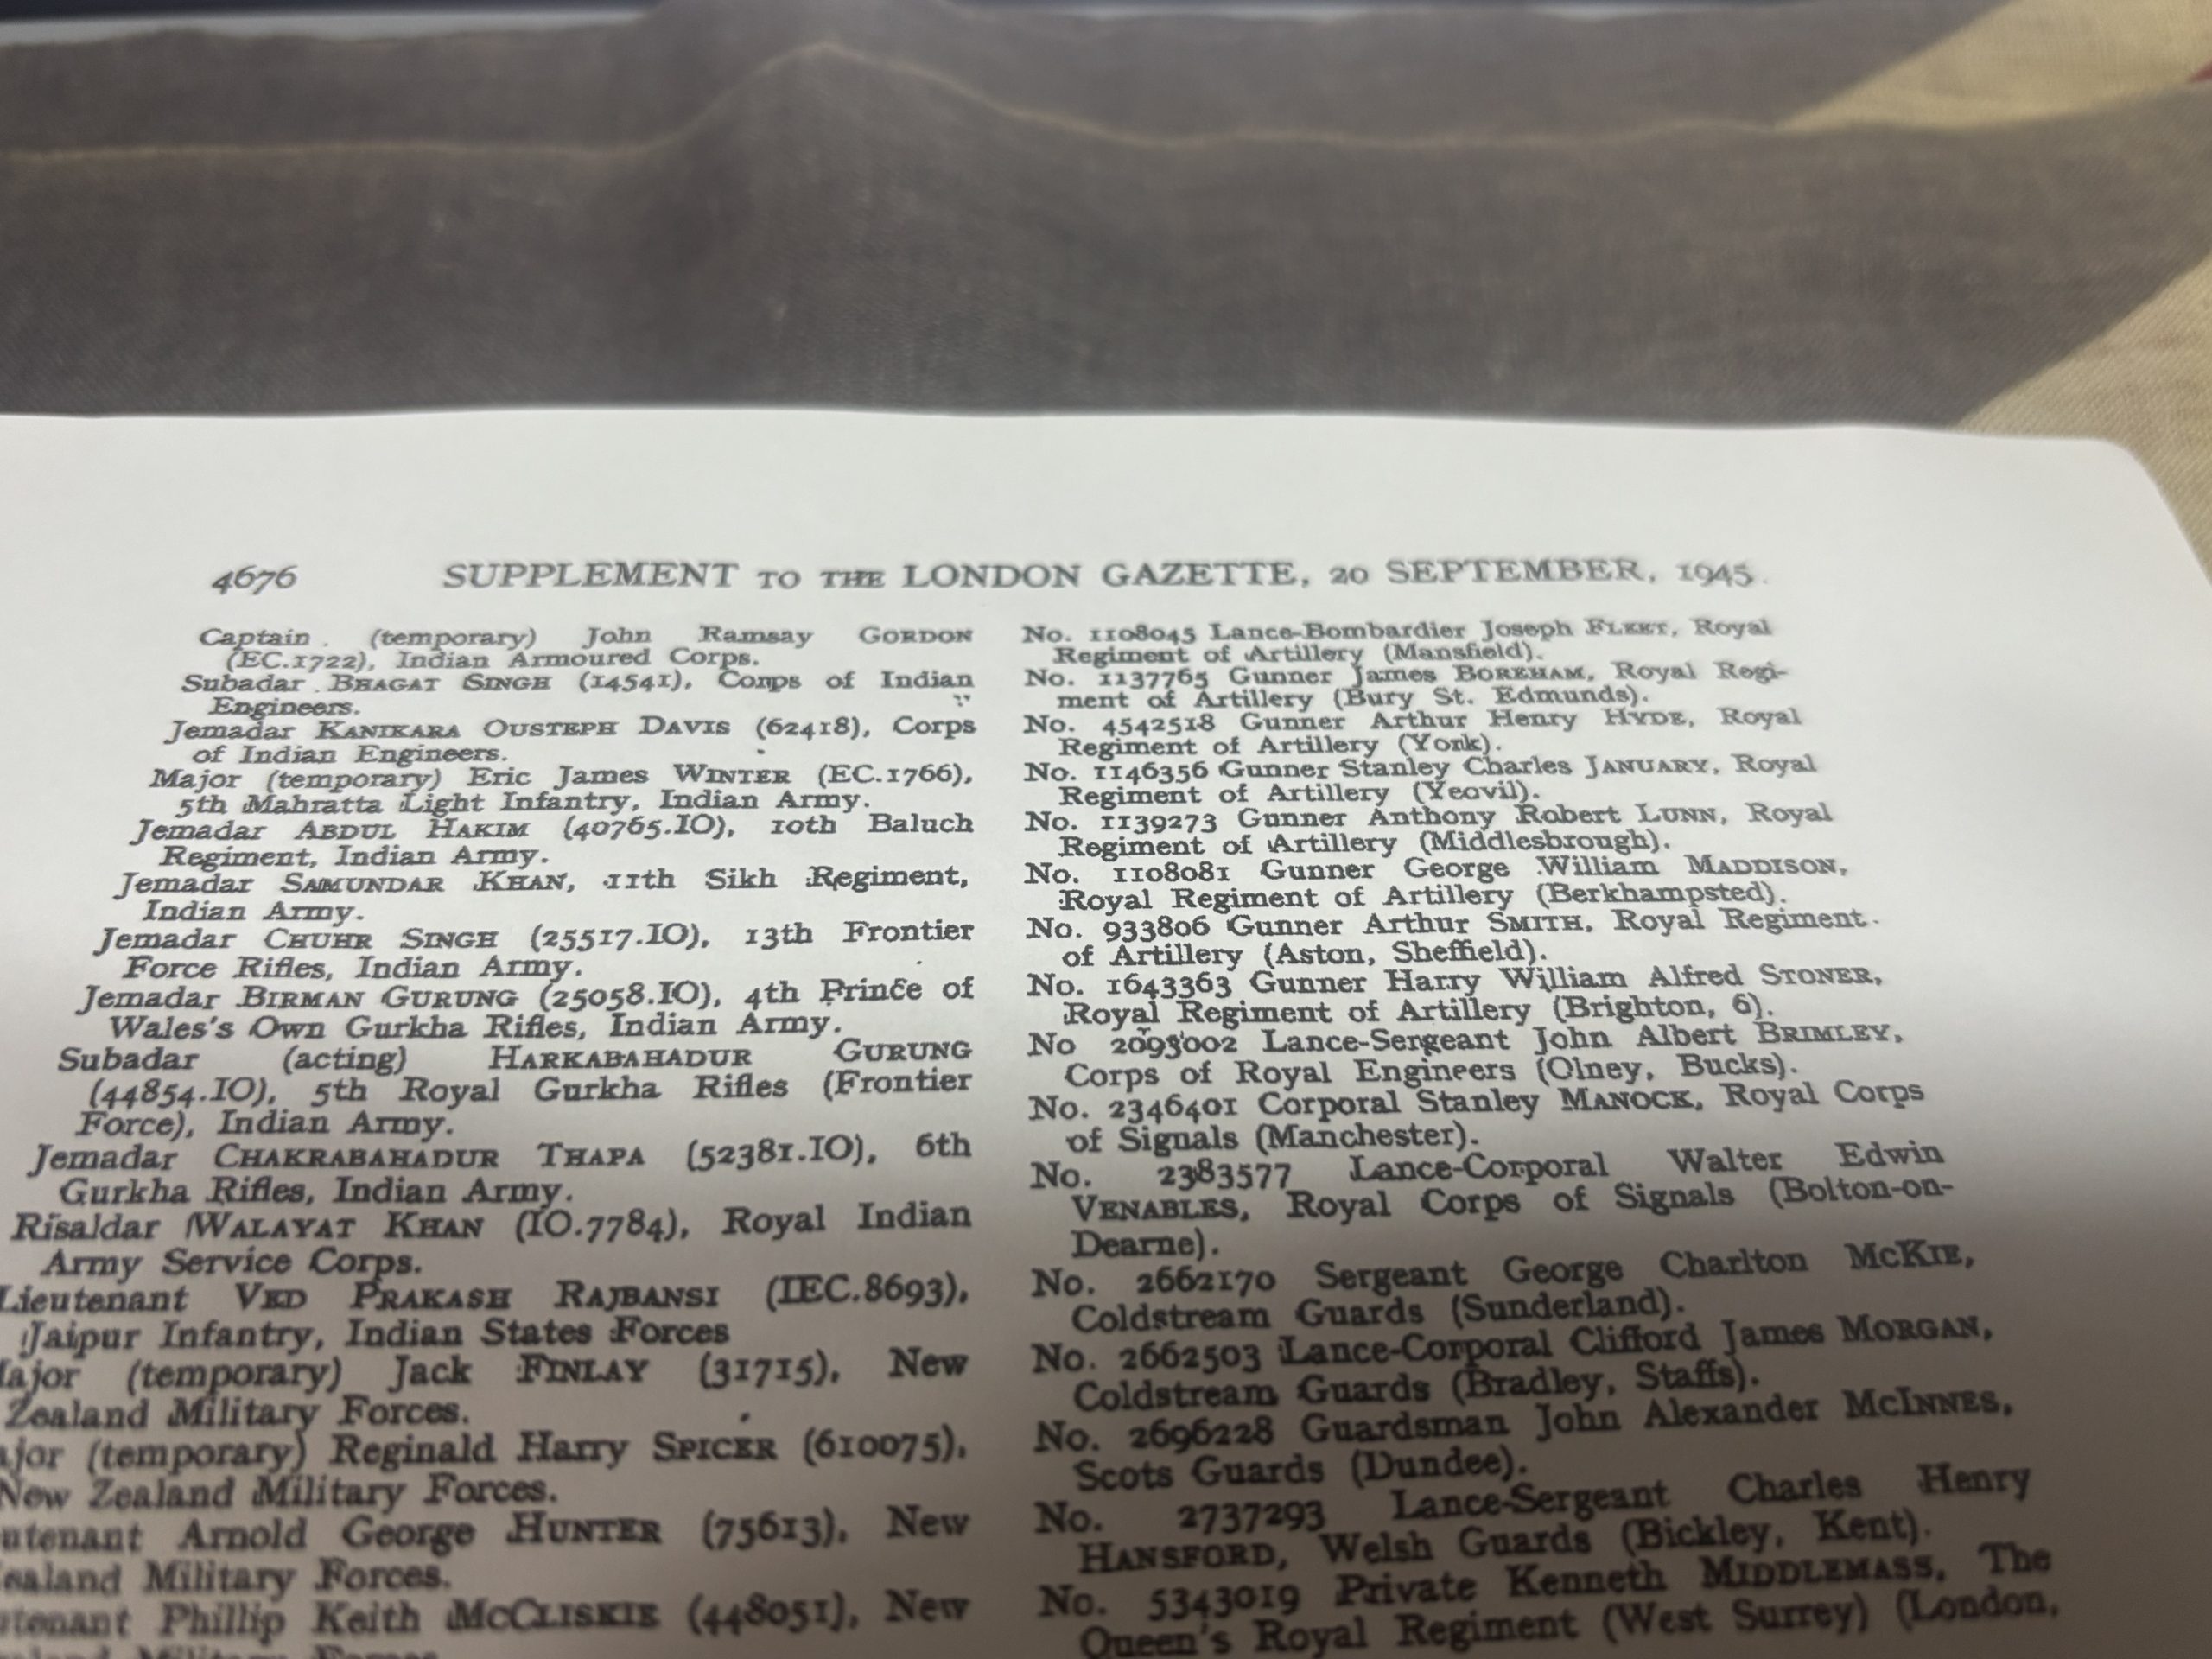 4676 SUPPLEMENT TO THE LONDON GAZETTE, 20 SEPTEMBER, 1945
Captain (temporary) John Ramsay GORDON
(EC.1722), Indian Armoured Corps.
Subadar BHAGAT SINGH (14541), Corps of Indian
Engineers.
Jemadar KANIKARA OUSTEPH DAVIS (62418), Corps
of Indian Engineers.
Major (temporary) Eric James WINTER (EC.1766),
5th Mahratta Light Infantry, Indian Army.
Jemadar ABDUL HAKIM (40765.IO), 10th Baluch
Regiment, Indian Army.
Jemadar SAMUNDAR KHAN, 11th Sikh Regiment,
Indian Army.
Jemadar CHUHR SINGH (25517.IO), 13th Frontier
Force Rifles, Indian Army.
Jemadar BIRMAN GURUNG (25058.IO), 4th Prince of
Wales's Own Gurkha Rifles, Indian Army.
Subadar (acting) HARKABAHADUR GURUNG
(44854.IO), 5th Royal Gurkha Rifles (Frontier
Force), Indian Army.
Jemadar CHAKRABAHADUR THAPA (52381.IO), 6th
Gurkha Rifles, Indian Army.
Risaldar WALAYAT KHAN (IO.7784), Royal Indian
Army Service Corps.
Lieutenant VED PRAKASH RAJBANSI (IEC.8693),
Jaipur Infantry, Indian States Forces
Major (temporary) Jack FINLAY (31715), New
Zealand Military Forces.
ajor (temporary) Reginald Harry SPICER (610075),
New Zealand Military Forces.
utenant Arnold George HUNTER (75613), New
ealand Military Forces.
tenant Phillip Keith MCCLISKIE (448051), New
Military Forces
No. 1108045 Lance-Bombardier Joseph FLEET, Royal
Regiment of Artillery (Mansfield).
No. 1137765 Gunner James BOREHAM, Royal Regi-
ment of Artillery (Bury St. Edmunds).
No. 4542518 Gunner Arthur Henry HYDE, Royal
Regiment of Artillery (York).
No. 1146356 Gunner Stanley Charles JANUARY, Royal
Regiment of Artillery (Yeovil).
No. 1139273 Gunner Anthony Robert LUNN, Royal
Regiment of Artillery (Middlesbrough).
No. 1108081 Gunner George William MADDISON,
Royal Regiment of Artillery (Berkhampsted).
No. 933806 Gunner Arthur SMITH, Royal Regiment
of Artillery (Aston, Sheffield).
No. 1643363 Gunner Harry William Alfred STONER,
Royal Regiment of Artillery (Brighton, 6).
No 2093002 Lance-Sergeant John Albert BRIMLEY,
Corps of Royal Engineers (Olney, Bucks).
No. 2346401 Corporal Stanley MANOCK, Royal Corps
of Signals (Manchester).
No. 2383577 Lance-Corporal Walter Edwin
VENABLES, Royal Corps of Signals (Bolton-on-
Dearne).
No. 2662170 Sergeant George Charlton MCKIE,
Coldstream Guards (Sunderland).
No. 2662503 Lance-Corporal Clifford James MORGAN,
Coldstream Guards (Bradley, Staffs).
No. 2696228 Guardsman John Alexander MCINNES,
Scots Guards (Dundee).
No. 2737293 Lance-Sergeant Charles Henry
HANSFORD, Welsh Guards (Bickley, Kent).
No. 5343019 Private Kenneth MIDDLEMASS, The
Queen's Royal Regiment (West Surrey) (London,